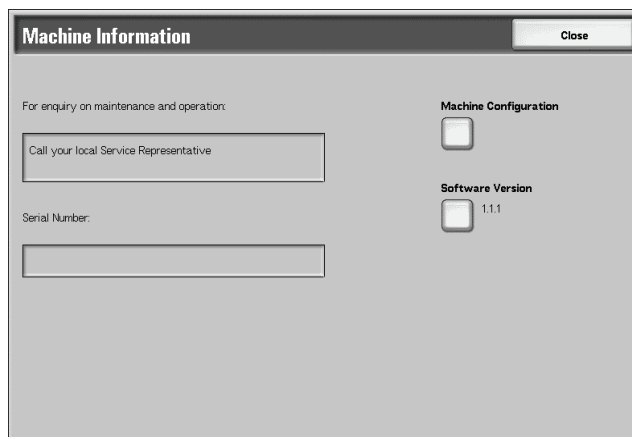 Machine Information
Close
For enquiry on maintenance and operation:
Call your local Service Representative
Serial Number:
Machine Configuration
Software Version
1.1.1